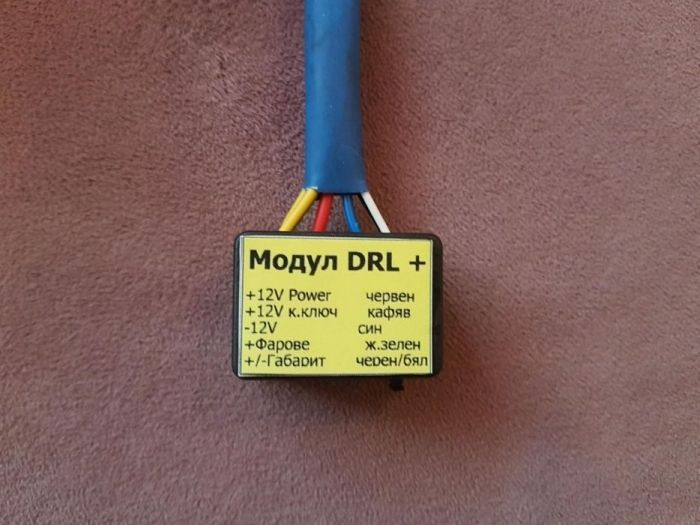 Модул DRL +
+12V Power червен
+12V к.ключ кафяв
-12V син
+Фарове ж.зелен
+/-Габарит черен/бял